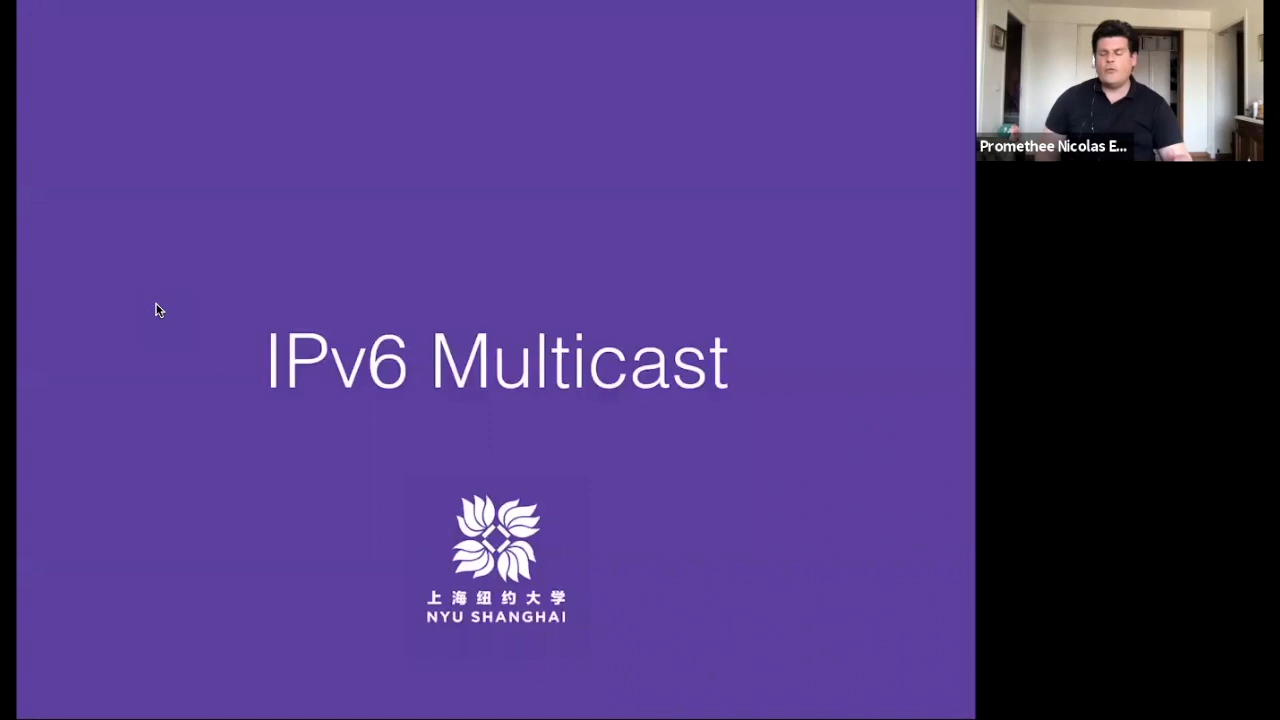 Promethee Nicolas E...
IPv6 Multicast
上海纽约大学
NYU SHANGHAI